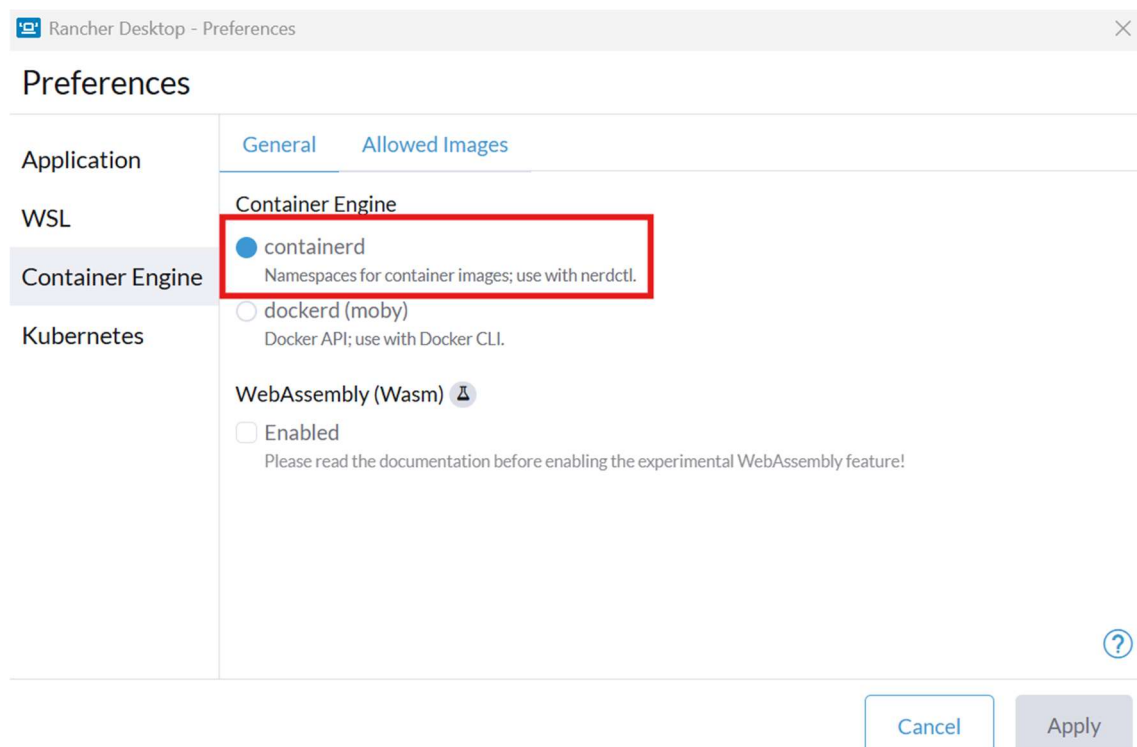 Rancher Desktop - Preferences
Preferences
Application
WSL
Container Engine
Kubernetes
General
Allowed Images
Container Engine
containerd
Namespaces for container images; use with nerdctl.
dockerd (moby)
Docker API; use with Docker CLI.
WebAssembly (Wasm)
Enabled
Please read the documentation before enabling the experimental WebAssembly feature!
?
Cancel
Apply